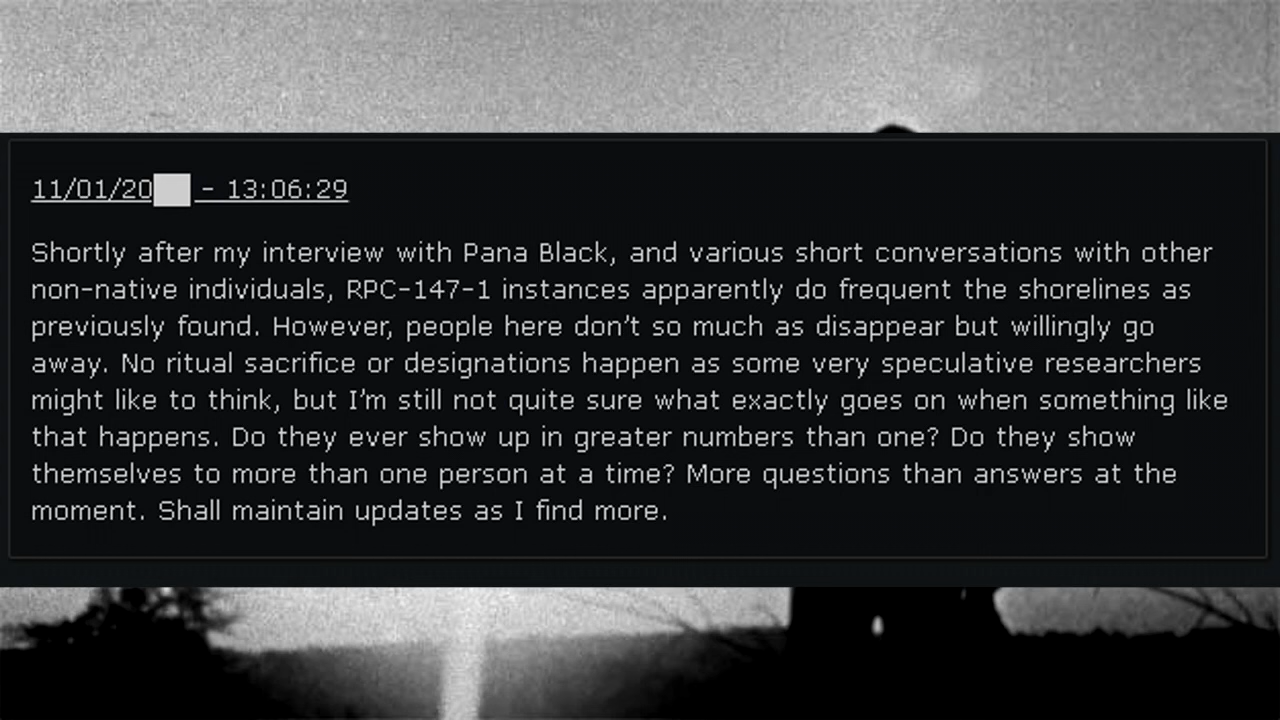 11/01/20██ - 13:06:29
Shortly after my interview with Pana Black, and various short conversations with other
non-native individuals, RPC-147-1 instances apparently do frequent the shorelines as
previously found. However, people here don’t so much as disappear but willingly go
away. No ritual sacrifice or designations happen as some very speculative researchers
might like to think, but I’m still not quite sure what exactly goes on when something like
that happens. Do they ever show up in greater numbers than one? Do they show
themselves to more than one person at a time? More questions than answers at the
moment. Shall maintain updates as I find more.